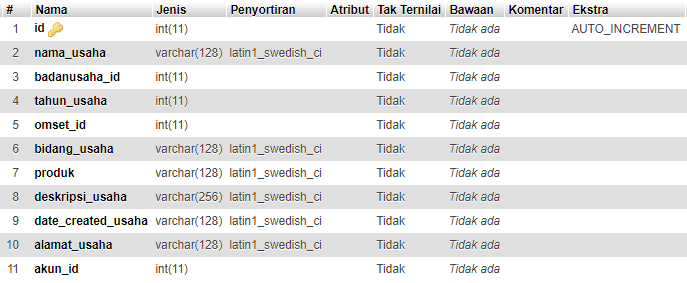 # Nama Jenis Penyortiran Atribut Tak Ternilai Bawaan Komentar Ekstra
1 id int(11) Tidak Tidak ada AUTO_INCREMENT
2 nama_usaha varchar(128) latin1_swedish_ci Tidak Tidak ada
3 badanusaha_id int(11) Tidak Tidak ada
4 tahun_usaha int(11) Tidak Tidak ada
5 omset_id int(11) Tidak Tidak ada
6 bidang_usaha varchar(128) latin1_swedish_ci Tidak Tidak ada
7 produk varchar(128) latin1_swedish_ci Tidak Tidak ada
8 deskripsi_usaha varchar(256) latin1_swedish_ci Tidak Tidak ada
9 date_created_usaha varchar(128) latin1_swedish_ci Tidak Tidak ada
10 alamat_usaha varchar(128) latin1_swedish_ci Tidak Tidak ada
11 akun_id int(11) Tidak Tidak ada